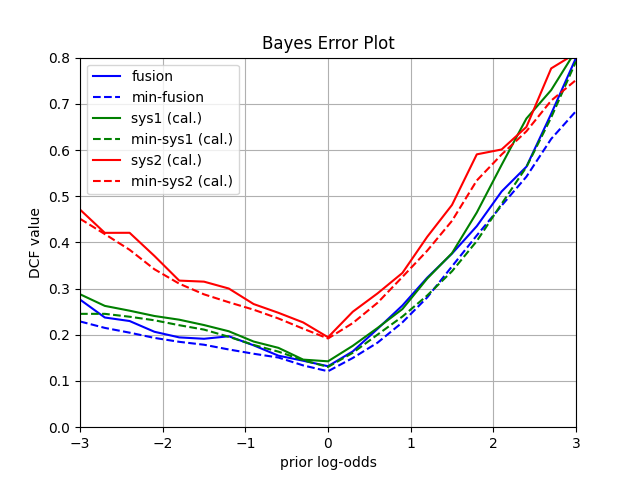 Bayes Error Plot
fusion
min-fusion
sys1 (cal.)
min-sys1 (cal.)
sys2 (cal.)
min-sys2 (cal.)
DCF value
0.8
0.7
0.6
0.5
0.4
0.3
0.2
0.1
0.0
−3 −2 −1 0 1 2 3
prior log-odds